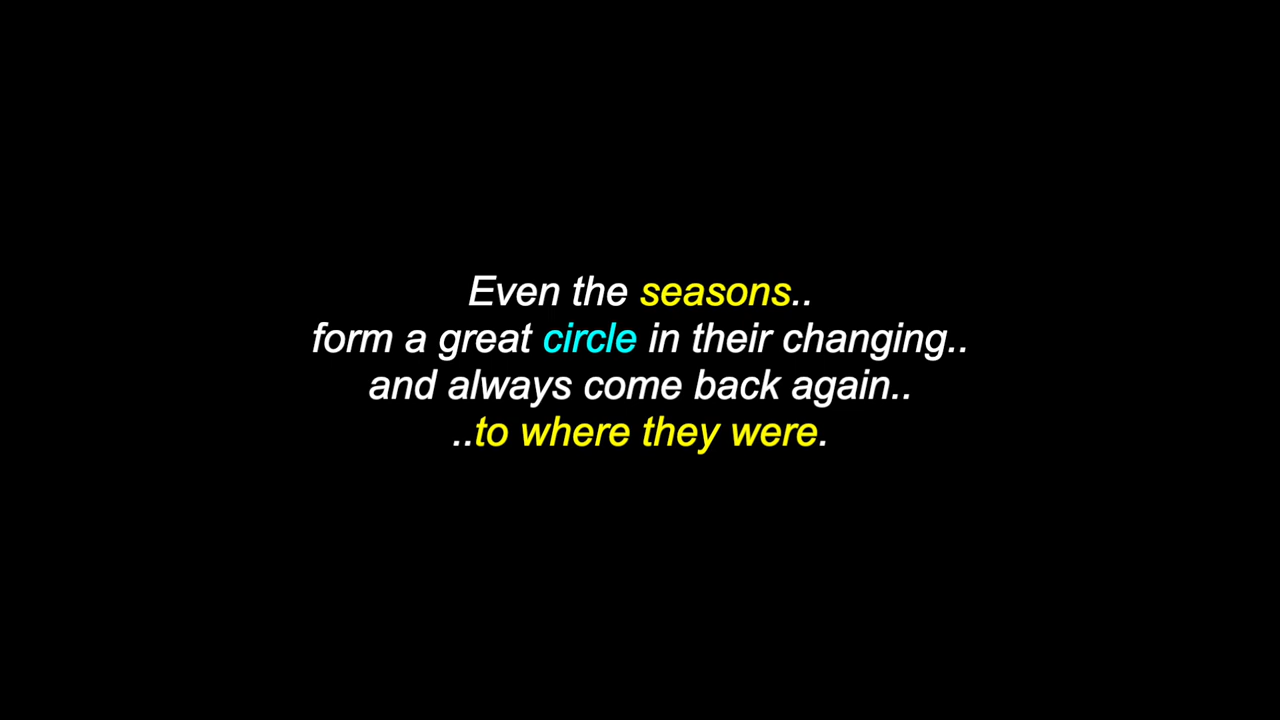 Even the seasons..
form a great circle in their changing..
and always come back again..
..to where they were.